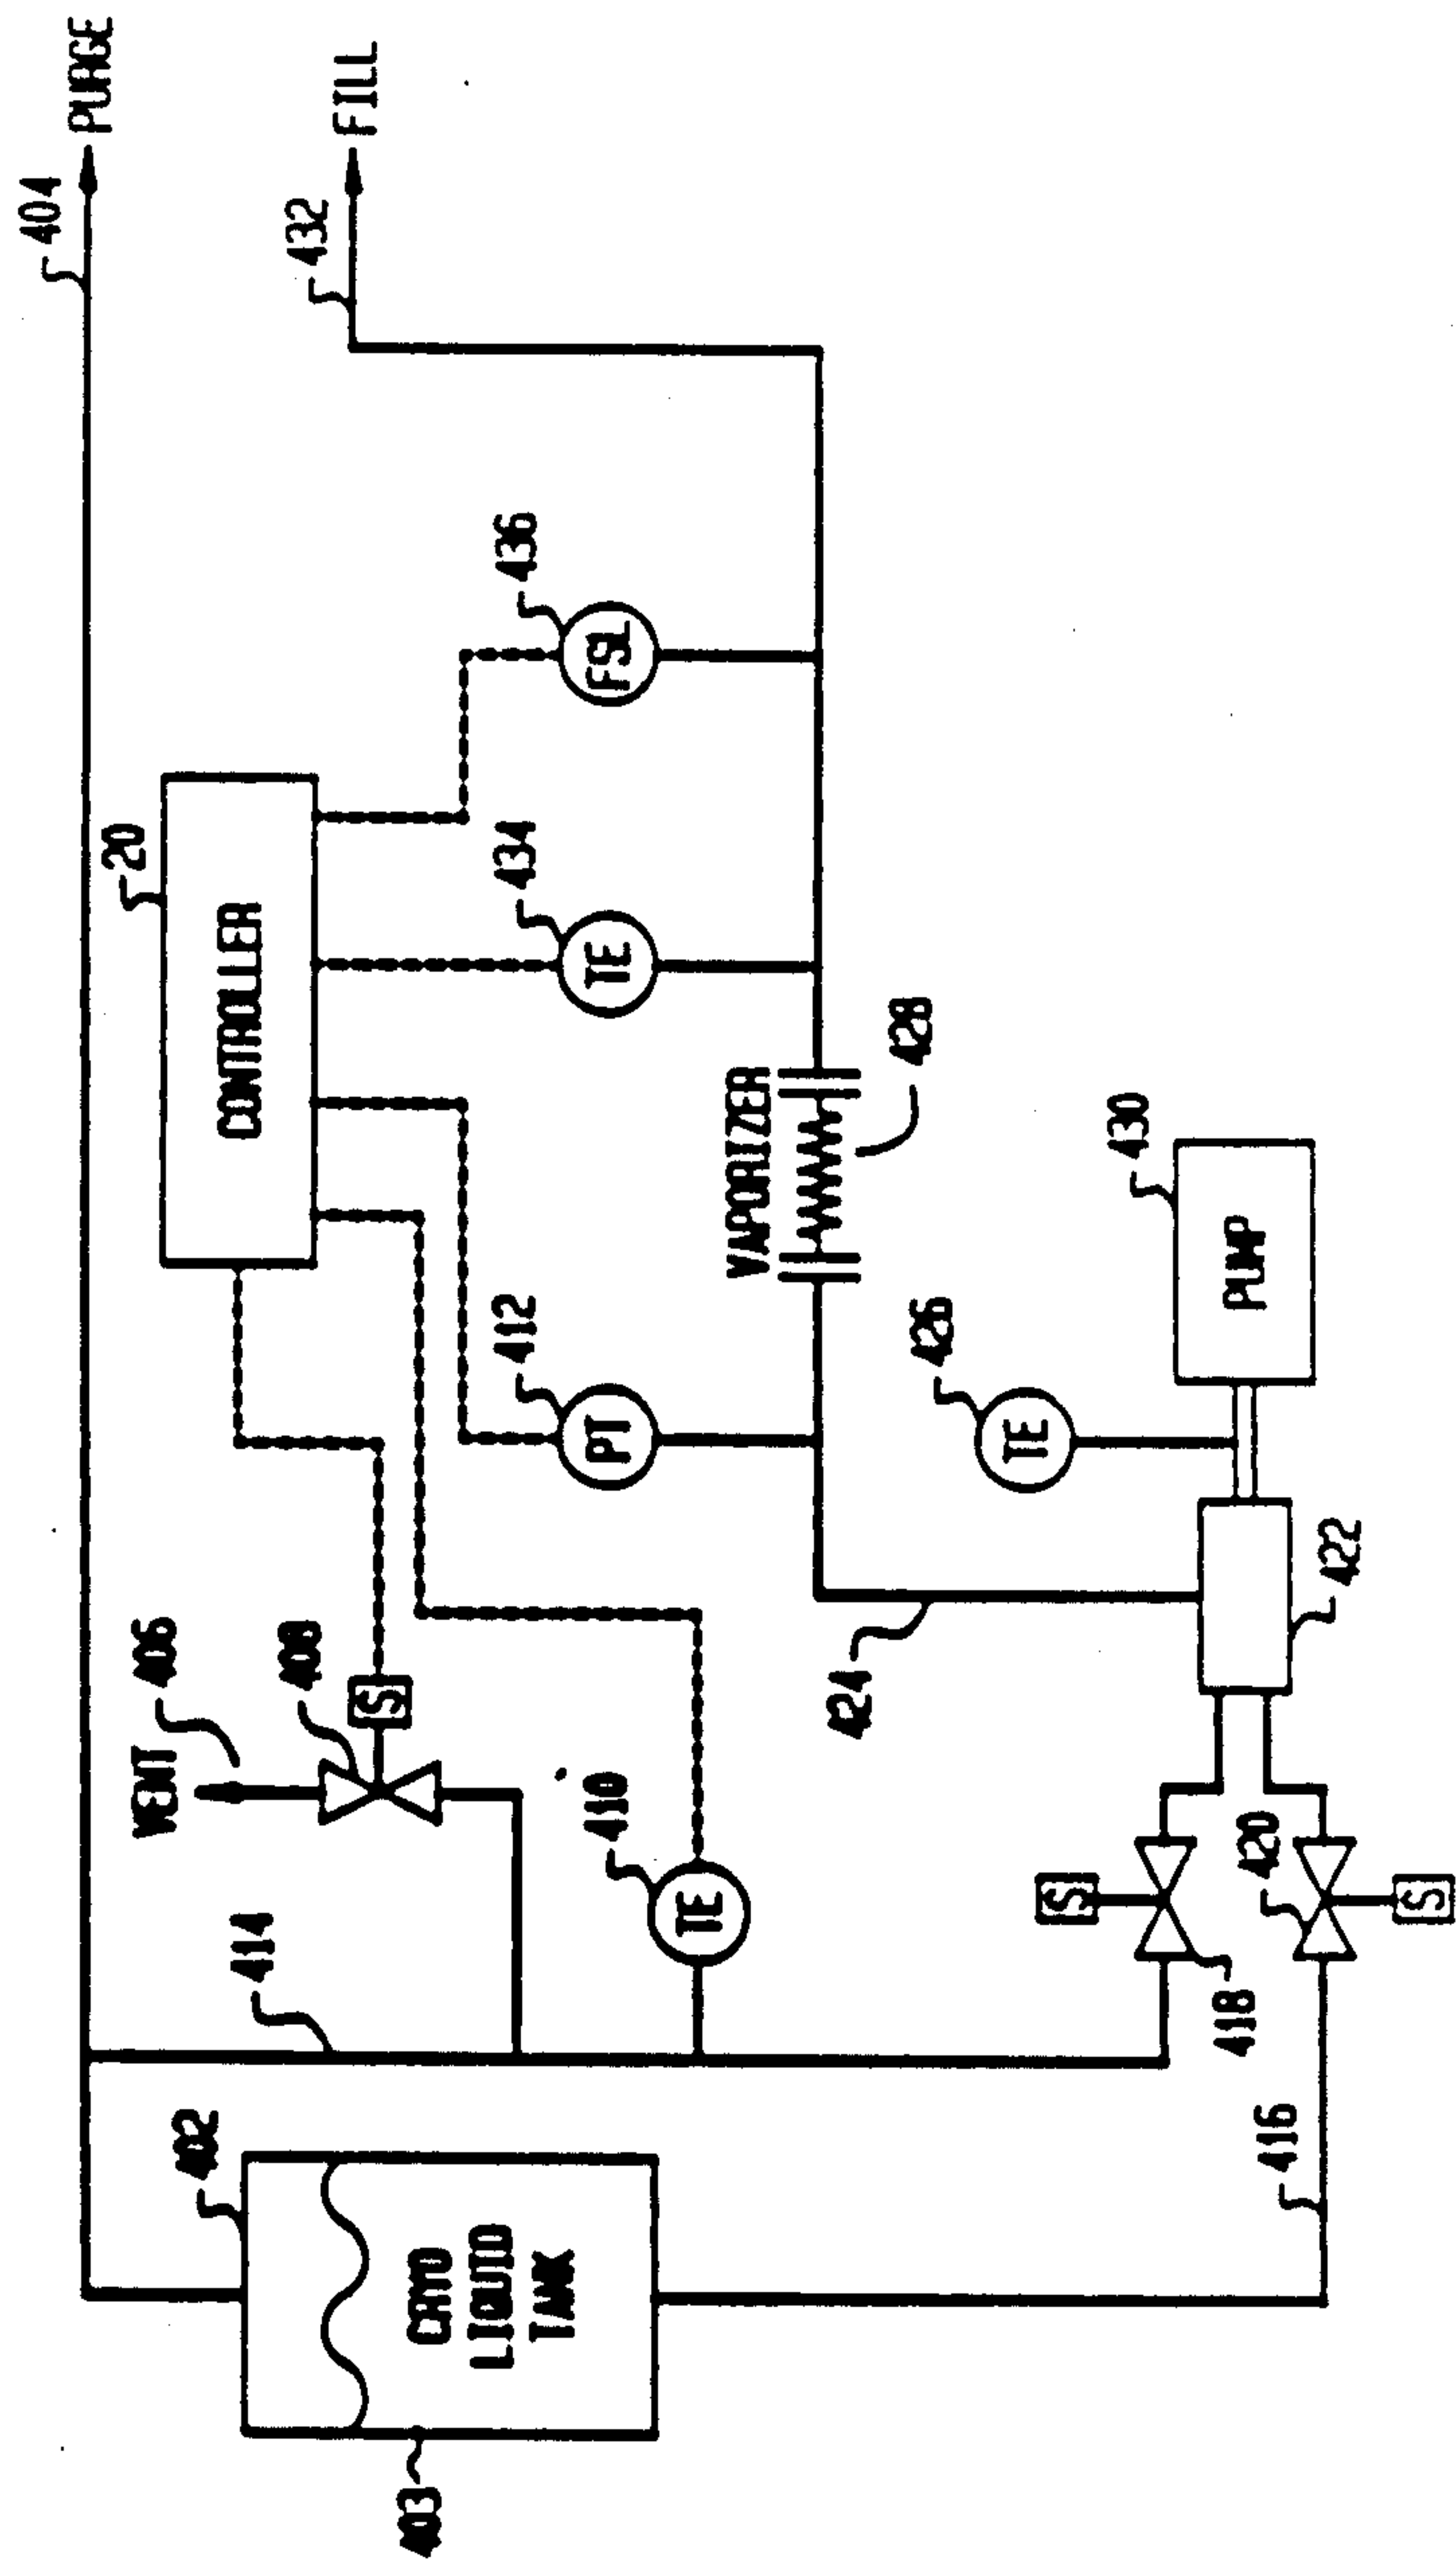 404
PURGE
432
FILL
20
CONTROLLER
436
FSL
434
TE
412
PT
VENT
406
408
S
414
410
TE
402
403
CRYO
LIQUID
TANK
VAPORIZER
428
426
TE
430
PUMP
424
422
S
418
420
S
416